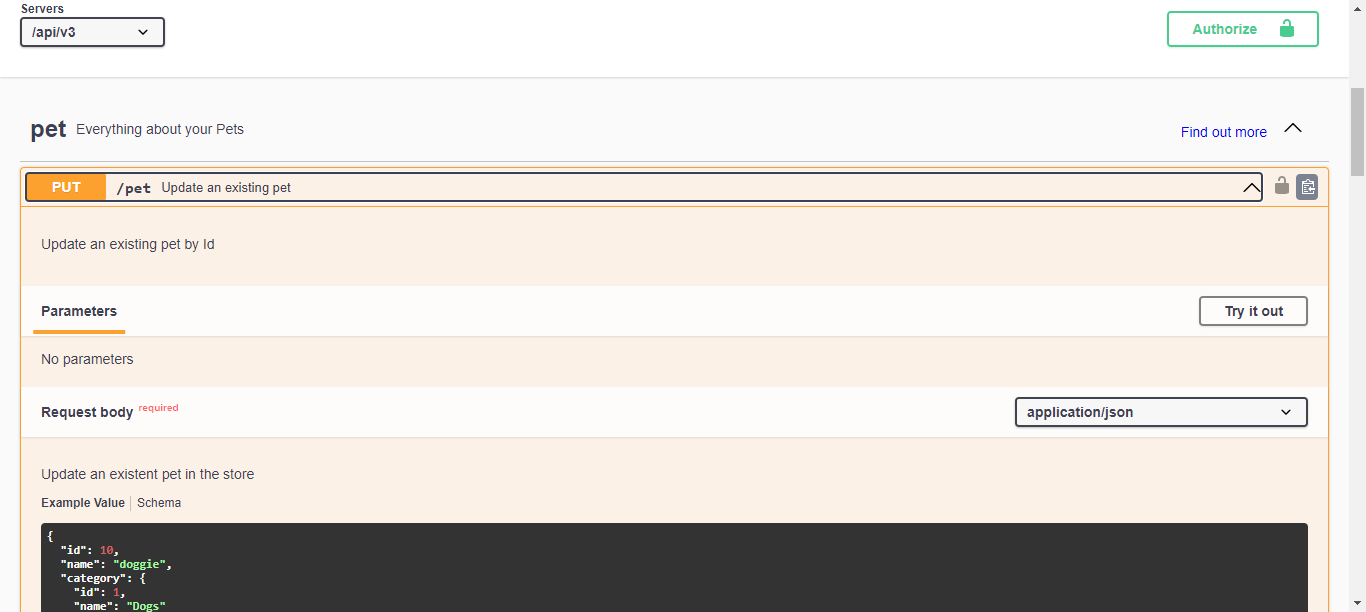 Servers
/api/v3
Authorize
pet Everything about your Pets
Find out more
PUT /pet Update an existing pet
Update an existing pet by Id
Parameters
Try it out
No parameters
Request body required
application/json
Update an existent pet in the store
Example Value Schema
{
  "id": 10,
  "name": "doggie",
  "category": {
    "id": 1,
    "name": "Dogs"